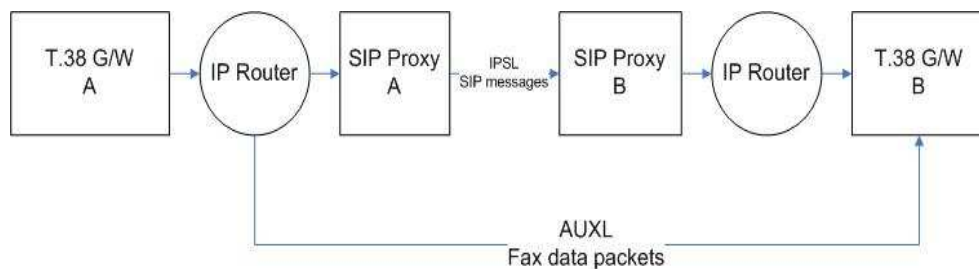 T.38 G/W
A
IP Router
SIP Proxy
A
IPSL
SIP messages
SIP Proxy
B
IP Router
T.38 G/W
B
AUXL
Fax data packets